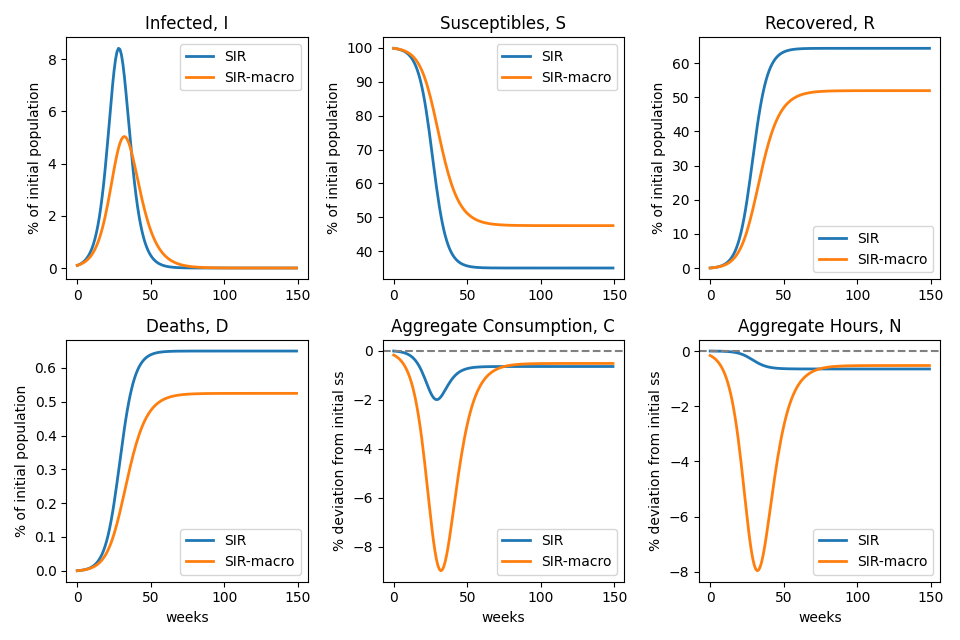 Infected, I
% of initial population
8
6
4
2
0
SIR
SIR-macro
0 50 100 150
Susceptibles, S
% of initial population
100
90
80
70
60
50
40
SIR
SIR-macro
0 50 100 150
Recovered, R
% of initial population
60
50
40
30
20
10
0
SIR
SIR-macro
0 50 100 150
Deaths, D
% of initial population
0.6
0.5
0.4
0.3
0.2
0.1
0.0
SIR
SIR-macro
0 50 100 150
weeks
Aggregate Consumption, C
% deviation from initial ss
0
−2
−4
−6
−8
SIR
SIR-macro
0 50 100 150
weeks
Aggregate Hours, N
% deviation from initial ss
0
−2
−4
−6
−8
SIR
SIR-macro
0 50 100 150
weeks